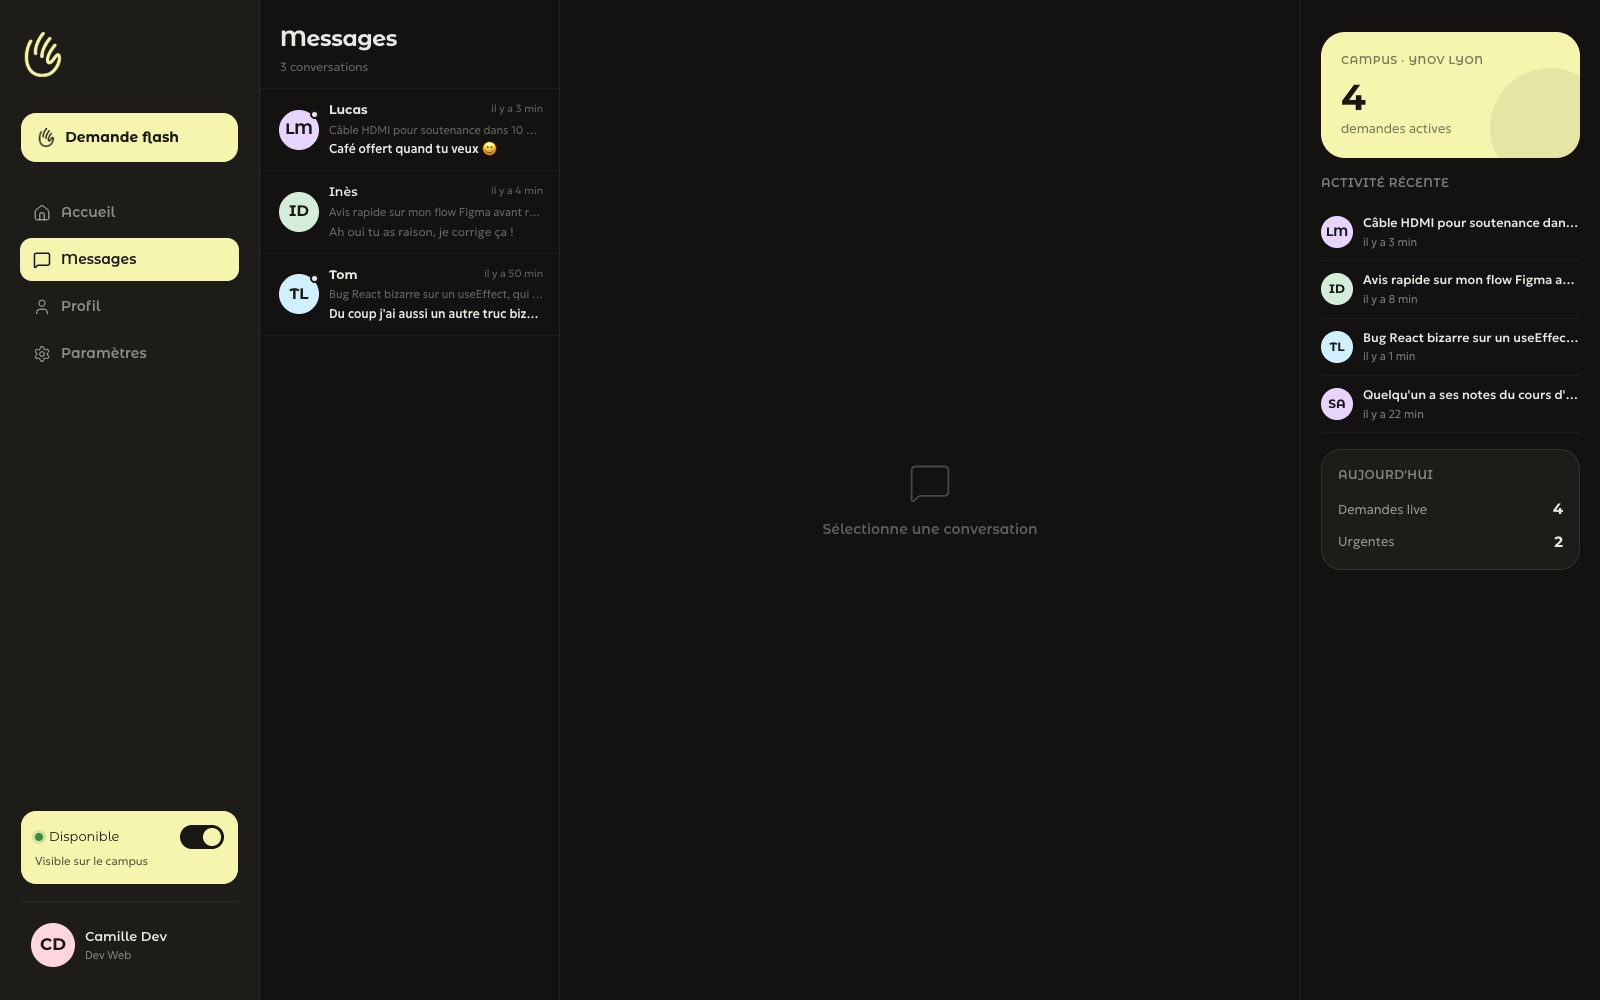 Demande flash
Accueil
Messages
Profil
Paramètres
Disponible
Visible sur le campus
CD
Camille Dev
Dev Web
Messages
3 conversations
LM
Lucas
il y a 3 min
Câble HDMI pour soutenance dans 10 ...
Café offert quand tu veux 😄
ID
Inès
il y a 4 min
Avis rapide sur mon flow Figma avant r...
Ah oui tu as raison, je corrige ça !
TL
Tom
il y a 50 min
Bug React bizarre sur un useEffect, qui ...
Du coup j'ai aussi un autre truc biz...
Sélectionne une conversation
CAMPUS · YNOV LYON
4
demandes actives
ACTIVITÉ RÉCENTE
LM
Câble HDMI pour soutenance dan...
il y a 3 min
ID
Avis rapide sur mon flow Figma a...
il y a 8 min
TL
Bug React bizarre sur un useEffec...
il y a 1 min
SA
Quelqu'un a ses notes du cours d'...
il y a 22 min
AUJOURD'HUI
Demandes live 4
Urgentes 2